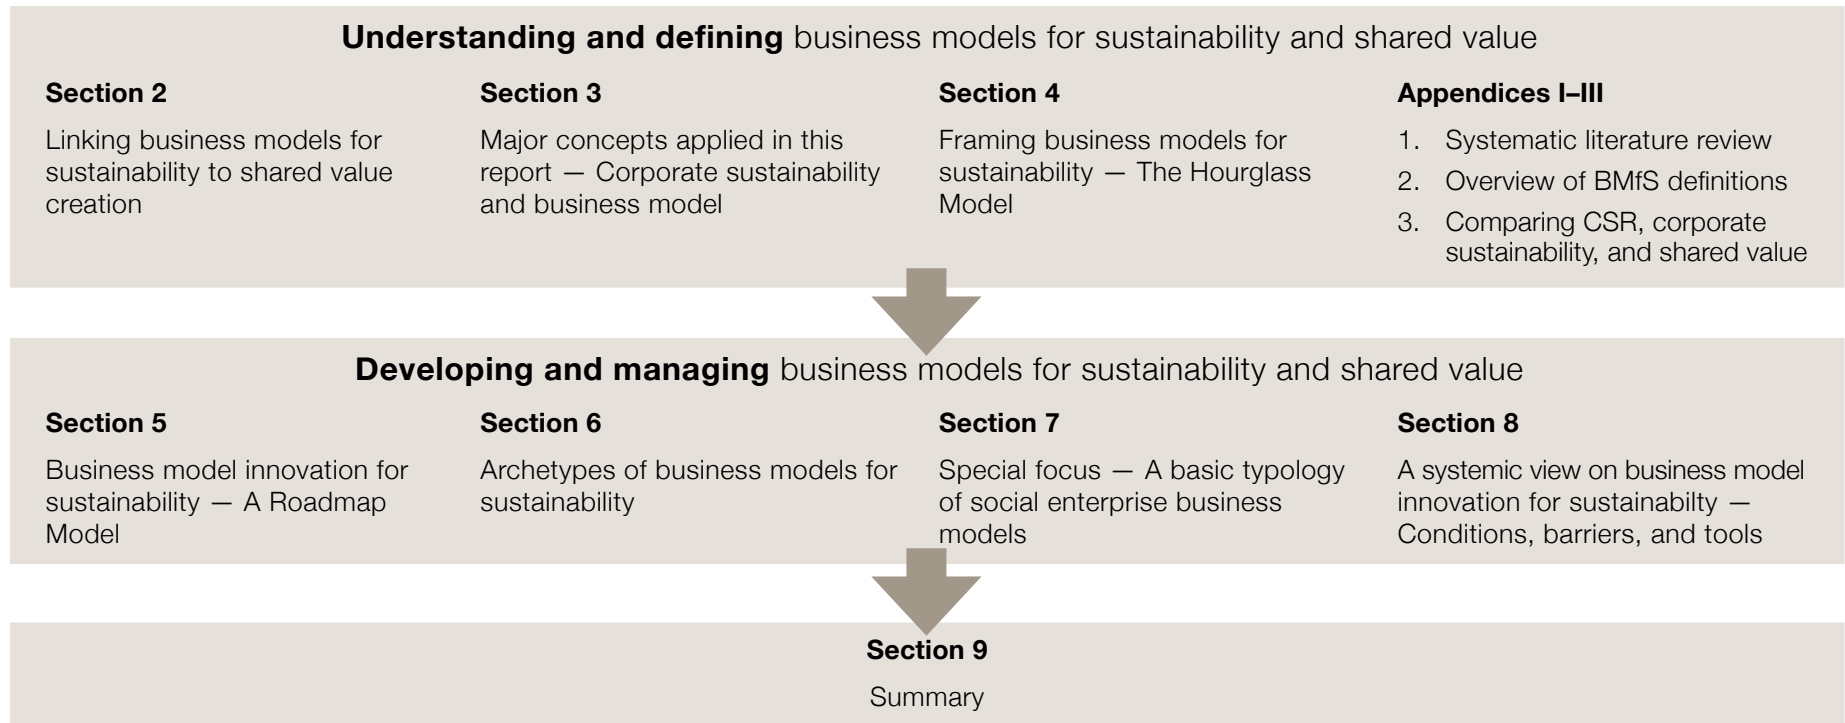 Understanding and defining business models for sustainability and shared value
Section 2
Linking business models for
sustainability to shared value
creation
Section 3
Major concepts applied in this
report — Corporate sustainability
and business model
Section 4
Framing business models for
sustainability — The Hourglass
Model
Appendices I–III
1. Systematic literature review
2. Overview of BMfS definitions
3. Comparing CSR, corporate
sustainability, and shared value
Developing and managing business models for sustainability and shared value
Section 5
Business model innovation for
sustainability — A Roadmap
Model
Section 6
Archetypes of business models for
sustainability
Section 7
Special focus — A basic typology
of social enterprise business
models
Section 8
A systemic view on business model
innovation for sustainabilty —
Conditions, barriers, and tools
Section 9
Summary